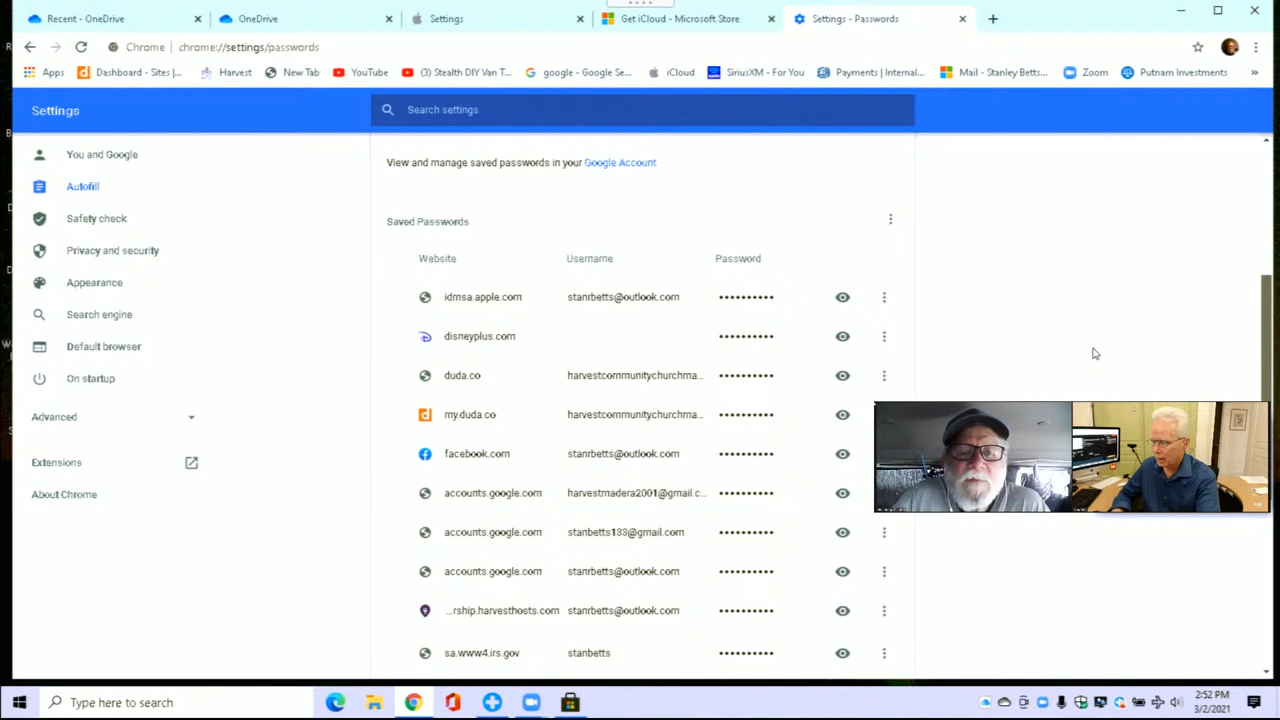 Recent - OneDrive
OneDrive
Settings
Get iCloud - Microsoft Store
Settings - Passwords
Chrome
chrome://settings/passwords
Apps
Dashboard - Sites |...
Harvest
New Tab
YouTube
(3) Stealth DIY Van T...
google - Google Se...
iCloud
SiriusXM - For You
Payments | Internal...
Mail - Stanley Betts...
Zoom
Putnam Investments
Settings
Search settings
You and Google
Autofill
Safety check
Privacy and security
Appearance
Search engine
Default browser
On startup
Advanced
Extensions
About Chrome
View and manage saved passwords in your Google Account
Saved Passwords
Website Username Password
idmsa.apple.com stanrbetts@outlook.com ••••••••••
disneyplus.com ••••••••••
duda.co harvestcommunitychurchma... ••••••••••
my.duda.co harvestcommunitychurchma... ••••••••••
facebook.com stanrbetts@outlook.com ••••••••••
accounts.google.com harvestmadera2001@gmail.c... ••••••••••
accounts.google.com stanbetts133@gmail.com ••••••••••
accounts.google.com stanrbetts@outlook.com ••••••••••
...rship.harvesthosts.com stanrbetts@outlook.com ••••••••••
sa.www4.irs.gov stanbetts ••••••••••
Type here to search
2:52 PM
3/2/2021